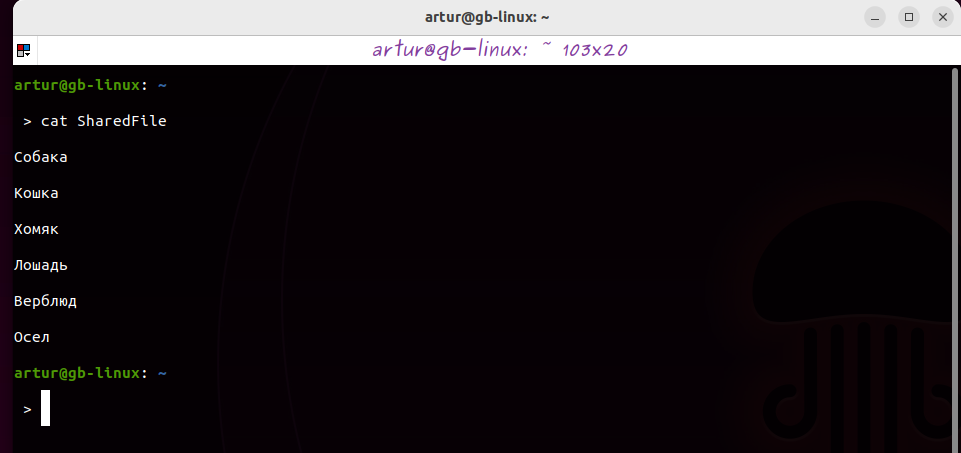 artur@gb-linux: ~
artur@gb-linux: ~ 103x20
artur@gb-linux: ~
> cat SharedFile
Собака
Кошка
Хомяк
Лошадь
Верблюд
Осел
artur@gb-linux: ~
>